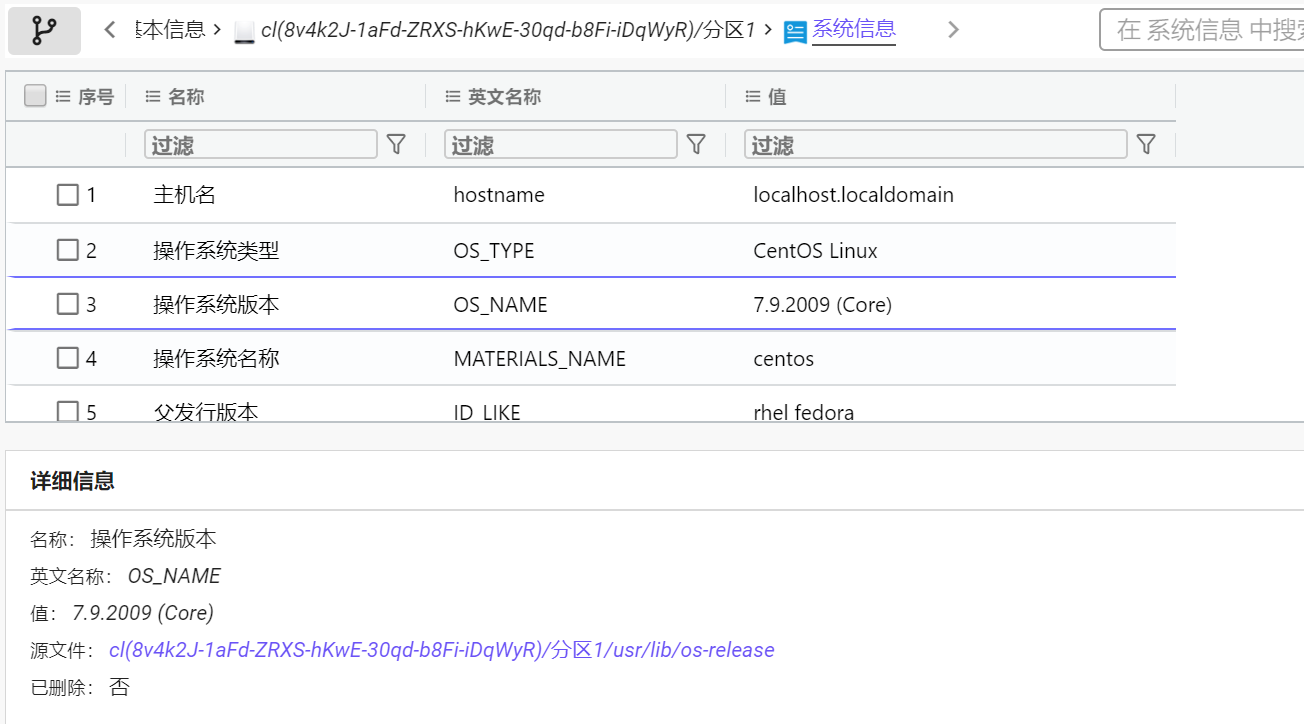 基本信息 > cl(8v4k2J-1aFd-ZRXS-hKwE-30qd-b8Fi-iDqWyR)/分区1 > 系统信息 在 系统信息 中搜索
序号 名称 英文名称 值
过滤 过滤 过滤
1 主机名 hostname localhost.localdomain
2 操作系统类型 OS_TYPE CentOS Linux
3 操作系统版本 OS_NAME 7.9.2009 (Core)
4 操作系统名称 MATERIALS_NAME centos
5 父发行版本 ID_LIKE rhel fedora
详细信息
名称： 操作系统版本
英文名称： OS_NAME
值： 7.9.2009 (Core)
源文件： cl(8v4k2J-1aFd-ZRXS-hKwE-30qd-b8Fi-iDqWyR)/分区1/usr/lib/os-release
已删除： 否